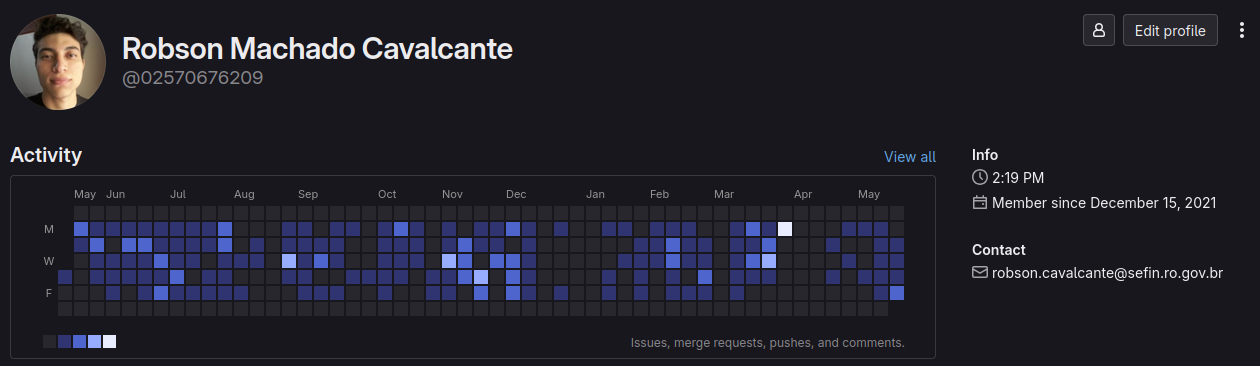 Robson Machado Cavalcante
@02570676209
Edit profile
Activity
View all
May Jun Jul Aug Sep Oct Nov Dec Jan Feb Mar Apr May
M
W
F
Issues, merge requests, pushes, and comments.
Info
2:19 PM
Member since December 15, 2021
Contact
robson.cavalcante@sefin.ro.gov.br